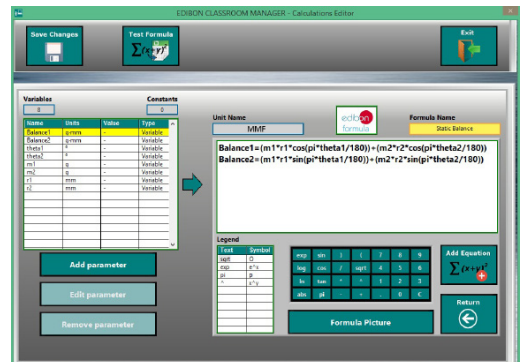 EDIBON CLASSROOM MANAGER - Calculations Editor
Save Changes
Test Formula
Σ(x+y)²
Exit
Variables
8
Constants
0
Name Units Value Type
Balance1 g·mm - Variable
Balance2 g·mm - Variable
theta1 º - Variable
theta2 º - Variable
m1 g - Variable
m2 g - Variable
r1 mm - Variable
r2 mm - Variable
Add parameter
Edit parameter
Remove parameter
Unit Name
MMF
edibon
formula
Formula Name
Static Balance
Balance1=(m1*r1*cos(pi*theta1/180))+(m2*r2*cos(pi*theta2/180))
Balance2=(m1*r1*sin(pi*theta1/180))+(m2*r2*sin(pi*theta2/180))
Legend
Text Symbol
sqrt
exp e^x
pi p
^ x^y
exp sin ( ( 7 8 9
log cos / sqrt 4 5 6
ln tan * ^ 1 2 3
abs pi - + . 0 C
Formula Picture
Add Equation
Σ(x+y)²
Return